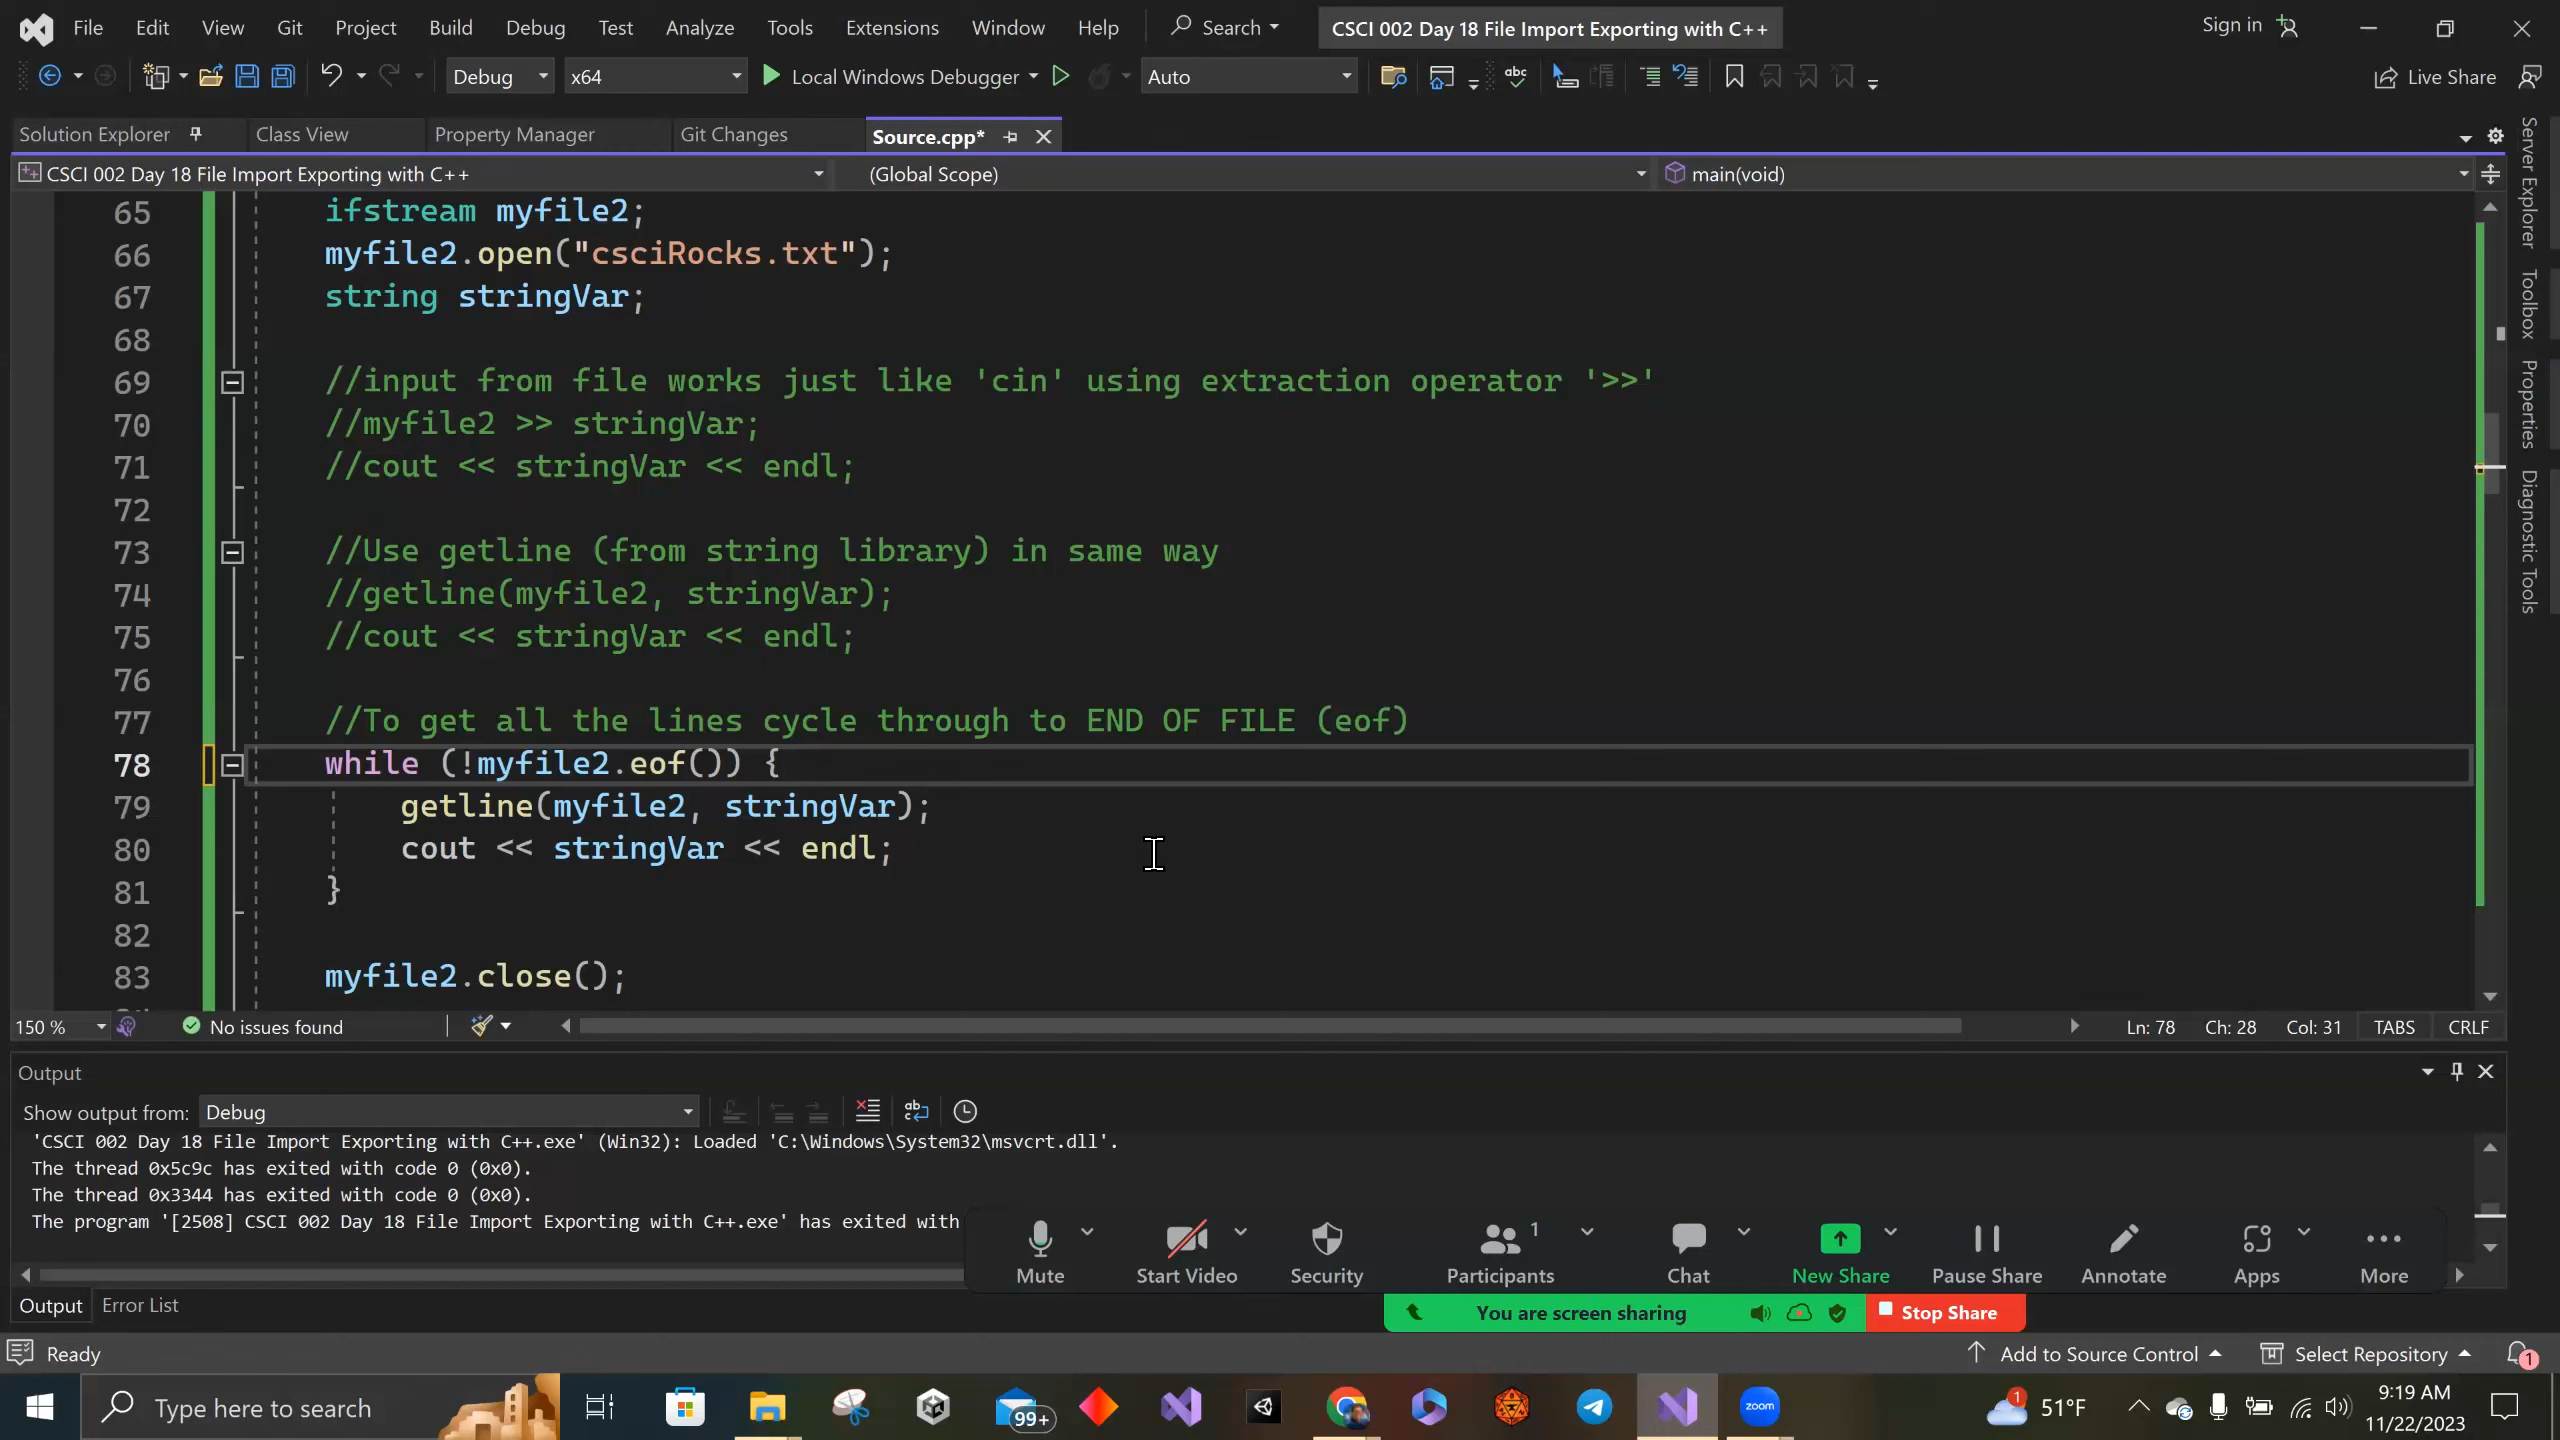 File Edit View Git Project Build Debug Test Analyze Tools Extensions Window Help Search CSCI 002 Day 18 File Import Exporting with C++ Sign in
Debug x64 Local Windows Debugger Auto Live Share
Solution Explorer Class View Property Manager Git Changes Source.cpp*
CSCI 002 Day 18 File Import Exporting with C++ (Global Scope) main(void)
65 ifstream myfile2;
66 myfile2.open("csciRocks.txt");
67 string stringVar;
68
69 //input from file works just like 'cin' using extraction operator '>>'
70 //myfile2 >> stringVar;
71 //cout << stringVar << endl;
72
73 //Use getline (from string library) in same way
74 //getline(myfile2, stringVar);
75 //cout << stringVar << endl;
76
77 //To get all the lines cycle through to END OF FILE (eof)
78 while (!myfile2.eof()) {
79 getline(myfile2, stringVar);
80 cout << stringVar << endl;
81 }
82
83 myfile2.close();
Server Explorer
Toolbox
Properties
Diagnostic Tools
150 % No issues found Ln: 78 Ch: 28 Col: 31 TABS CRLF
Output
Show output from: Debug
'CSCI 002 Day 18 File Import Exporting with C++.exe' (Win32): Loaded 'C:\Windows\System32\msvcrt.dll'.
The thread 0x5c9c has exited with code 0 (0x0).
The thread 0x3344 has exited with code 0 (0x0).
The program '[2508] CSCI 002 Day 18 File Import Exporting with C++.exe' has exited with
1
Mute Start Video Security Participants Chat New Share Pause Share Annotate Apps More
Output Error List
You are screen sharing Stop Share
Ready Add to Source Control Select Repository 1
Type here to search 99+ zoom 1 51°F 9:19 AM
11/22/2023